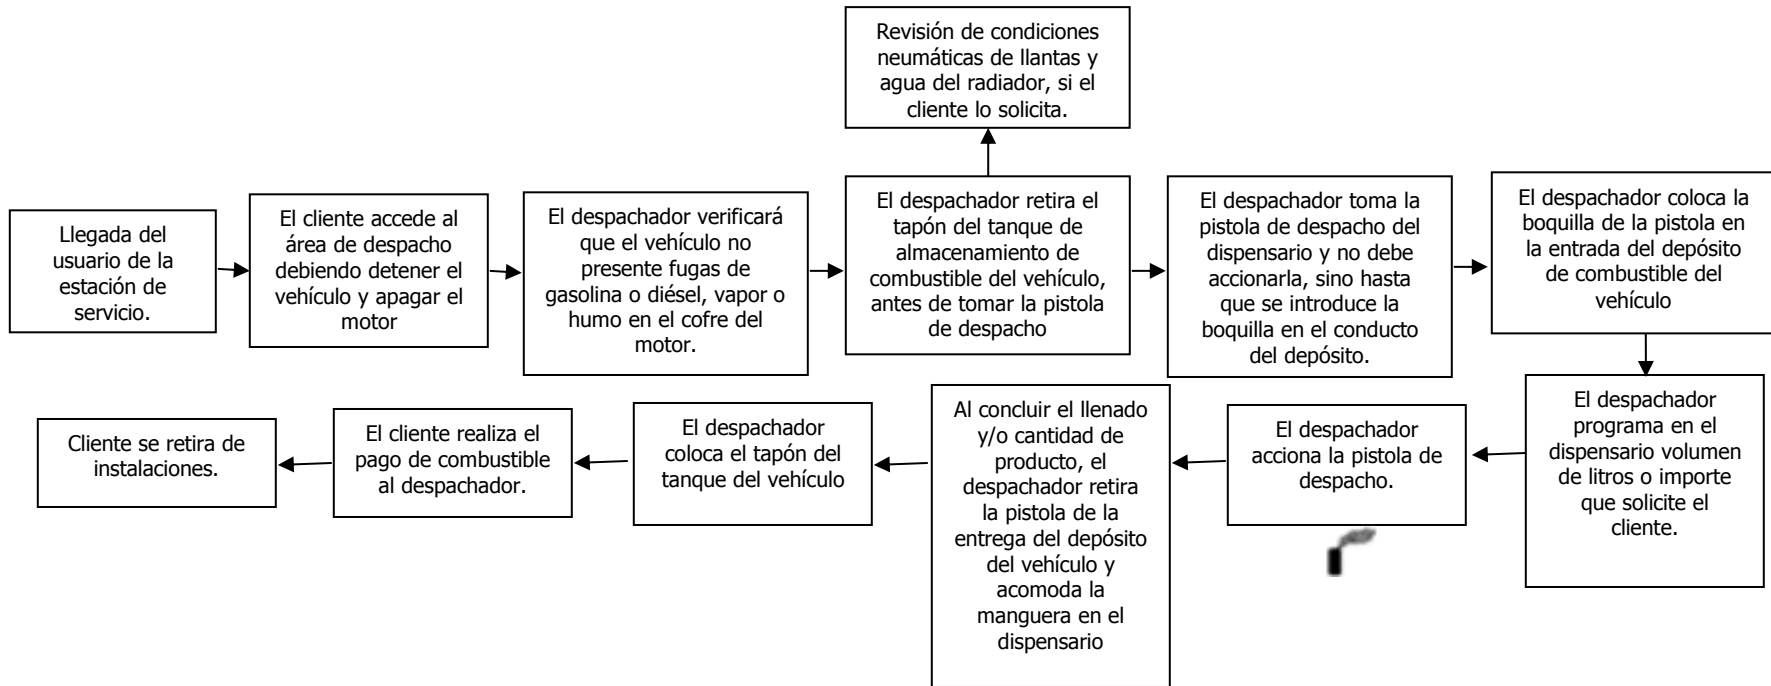 Revisión de condiciones
neumáticas de llantas y
agua del radiador, si el
cliente lo solicita.
Llegada del
usuario de la
estación de
servicio.
El cliente accede al
área de despacho
debiendo detener el
vehículo y apagar el
motor
El despachador verificará
que el vehículo no
presente fugas de
gasolina o diésel, vapor o
humo en el cofre del
motor.
El despachador retira el
tapón del tanque de
almacenamiento de
combustible del vehículo,
antes de tomar la pistola
de despacho
El despachador toma la
pistola de despacho del
dispensario y no debe
accionarla, sino hasta
que se introduce la
boquilla en el conducto
del depósito.
El despachador coloca la
boquilla de la pistola en
la entrada del depósito
de combustible del
vehículo
El despachador
programa en el
dispensario volumen
de litros o importe
que solicite el
cliente.
El despachador
acciona la pistola de
despacho.
Al concluir el llenado
y/o cantidad de
producto, el
despachador retira
la pistola de la
entrega del depósito
del vehículo y
acomoda la
manguera en el
dispensario
El despachador
coloca el tapón del
tanque del vehículo
El cliente realiza el
pago de combustible
al despachador.
Cliente se retira de
instalaciones.